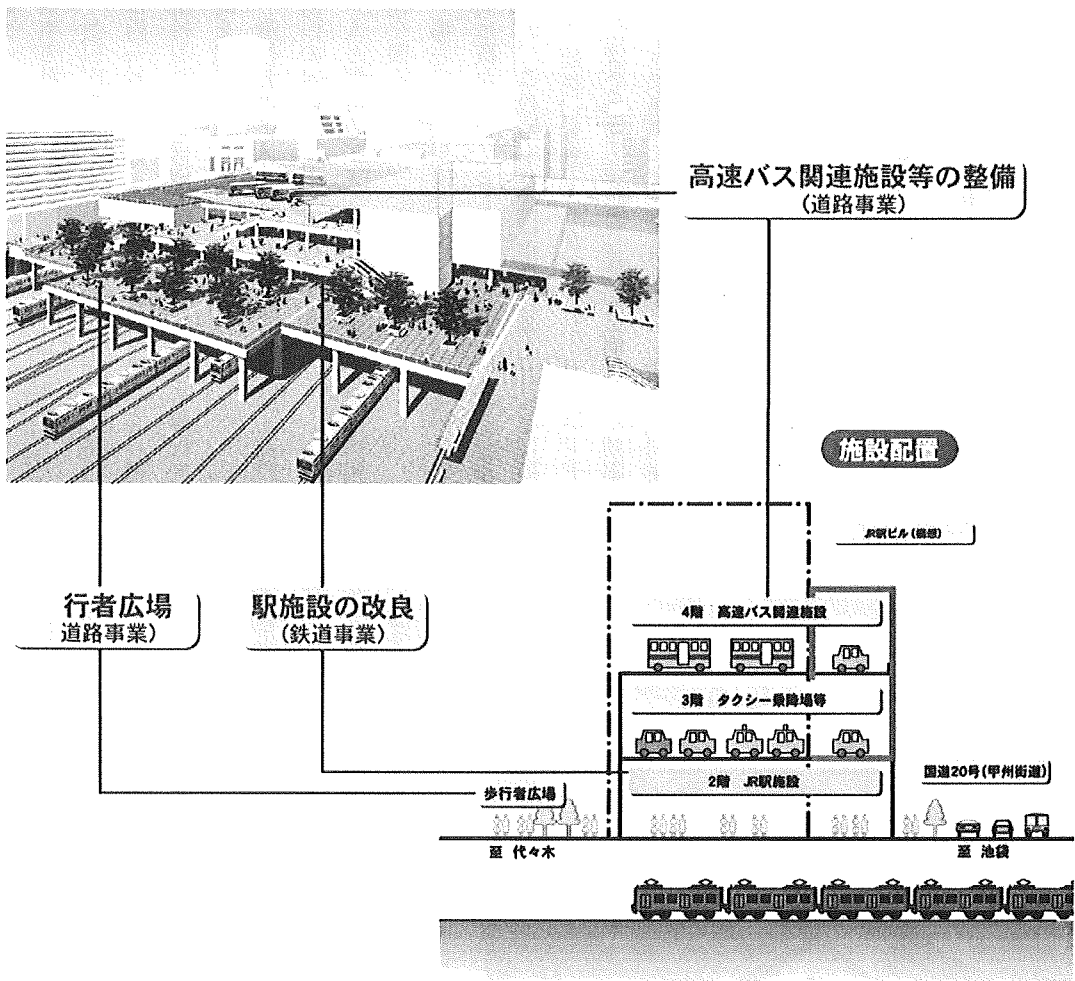 高速バス関連施設等の整備
(道路事業)
施設配置
JR駅ビル(構想)
行者広場
道路事業)
駅施設の改良
(鉄道事業)
4階 高速バス関連施設
3階 タクシー乗降場等
2階 JR駅施設
国道20号(甲州街道)
歩行者広場
至 代々木
至 池袋